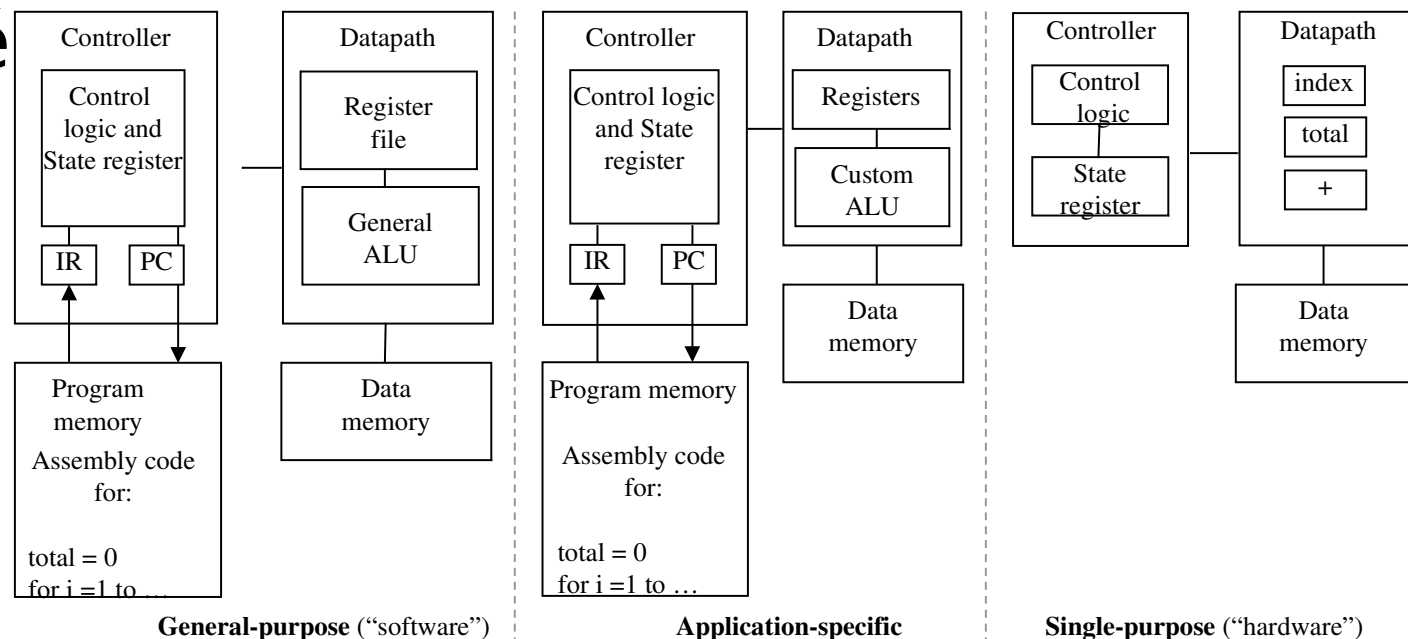 é
Controller
Control
logic and
State register
IR
PC
Datapath
Register
file
General
ALU
Program
memory
Assembly code
for:
total = 0
for i =1 to …
Data
memory
General-purpose (“software”)
Controller
Control logic
and State
register
IR
PC
Datapath
Registers
Custom
ALU
Data
memory
Program memory
Assembly code
for:
total = 0
for i =1 to …
Application-specific
Controller
Control
logic
State
register
Datapath
index
total
+
Data
memory
Single-purpose (“hardware”)